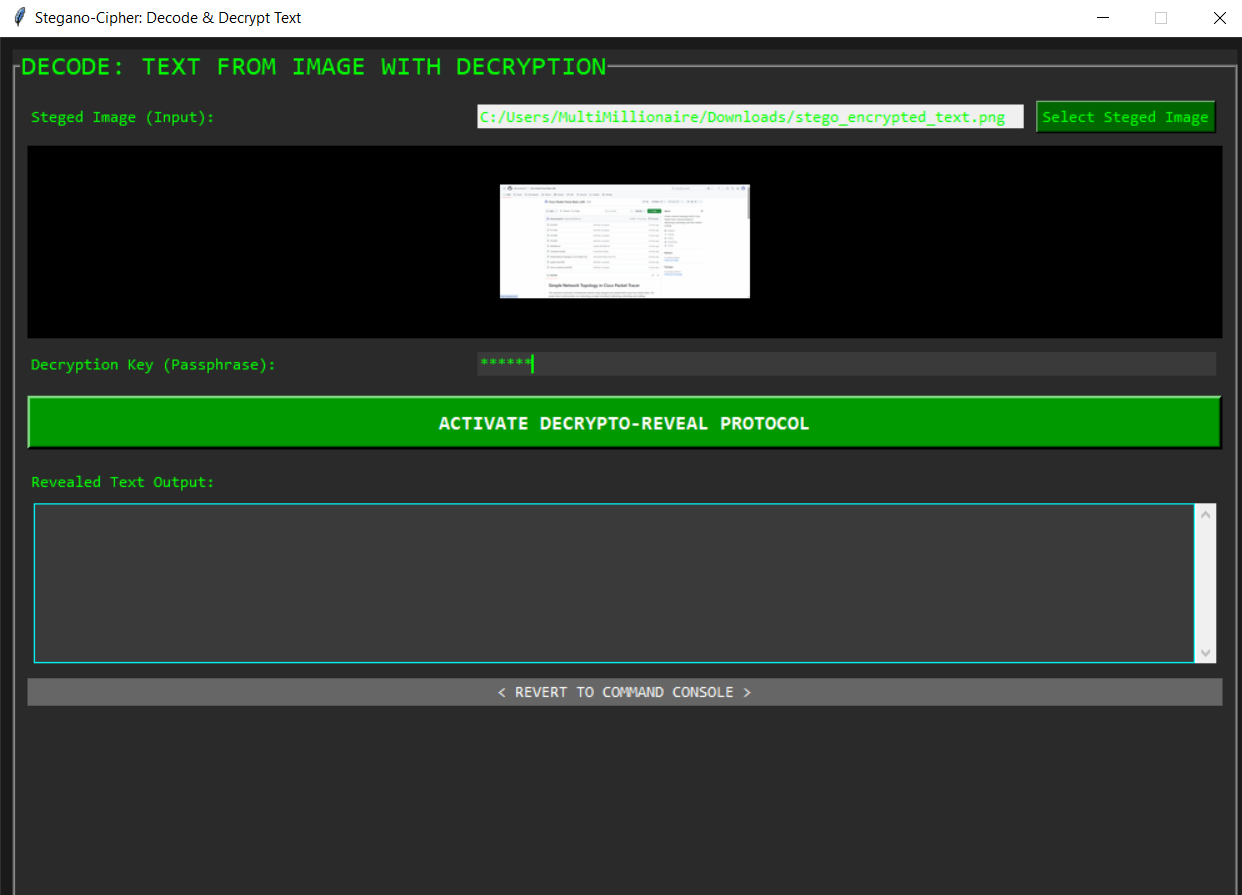 Stegano-Cipher: Decode & Decrypt Text
DECODE: TEXT FROM IMAGE WITH DECRYPTION
Steged Image (Input):
C:/Users/MultiMillionaire/Downloads/stego_encrypted_text.png
Select Steged Image
Simple Network Topology in Cisco Packet Tracer
Decryption Key (Passphrase):
******
ACTIVATE DECRYPTO-REVEAL PROTOCOL
Revealed Text Output:
< REVERT TO COMMAND CONSOLE >